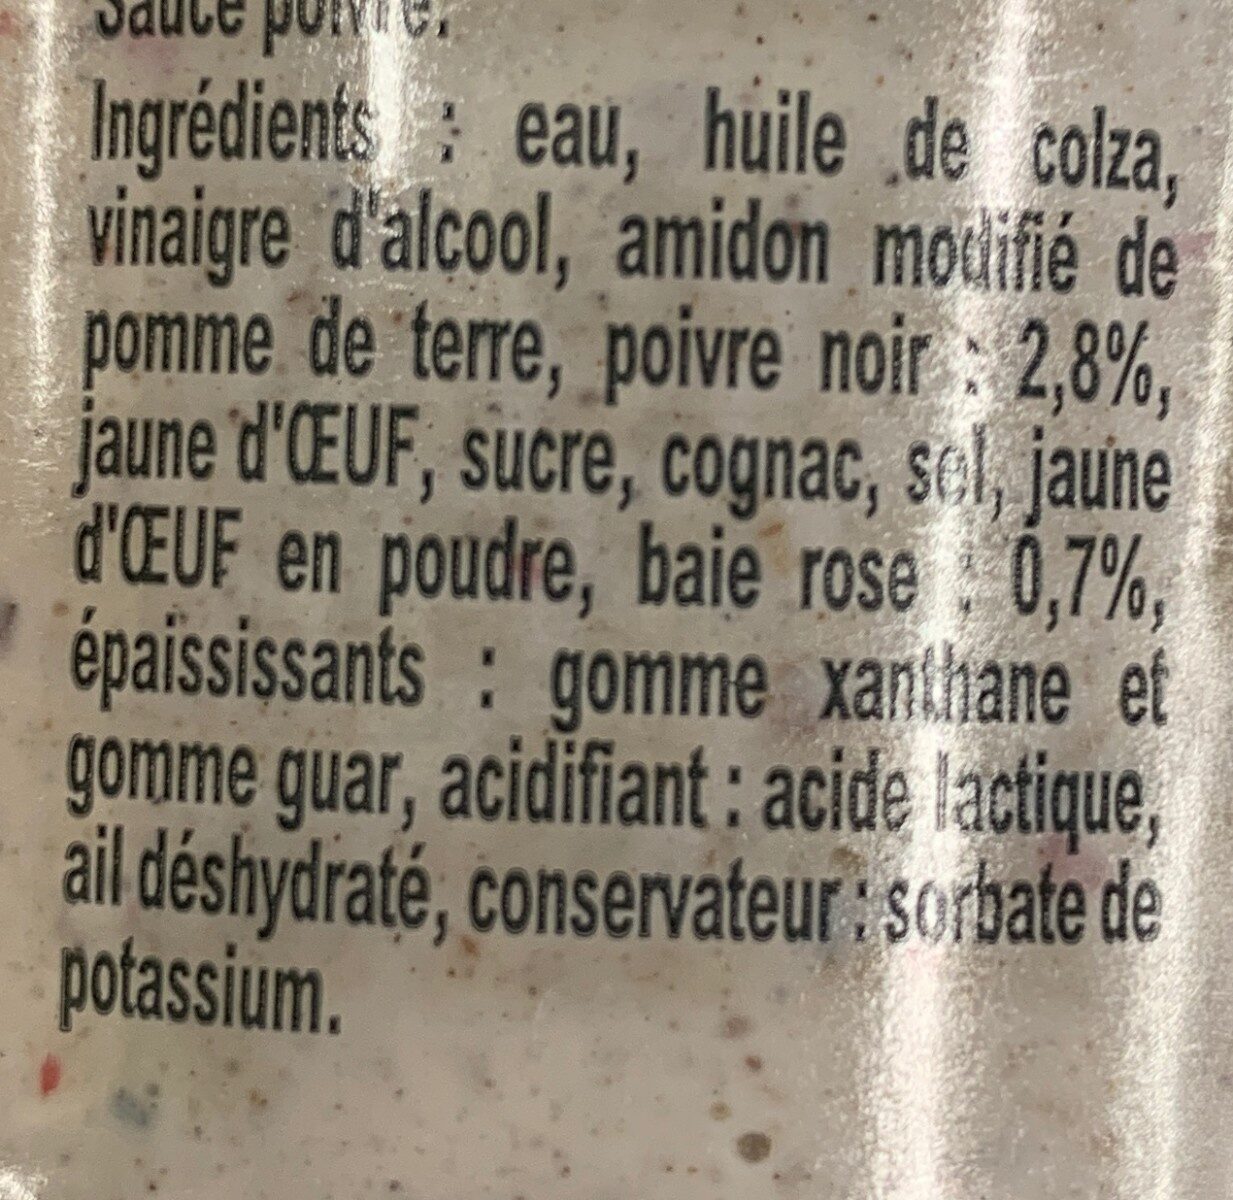 Sauce poivre.
Ingrédients : eau, huile de colza,
vinaigre d'alcool, amidon modifié de
pomme de terre, poivre noir : 2,8%,
jaune d'ŒUF, sucre, cognac, sel, jaune
d'ŒUF en poudre, baie rose : 0,7%,
épaississants : gomme xanthane et
gomme guar, acidifiant : acide lactique,
ail déshydraté, conservateur : sorbate de
potassium.